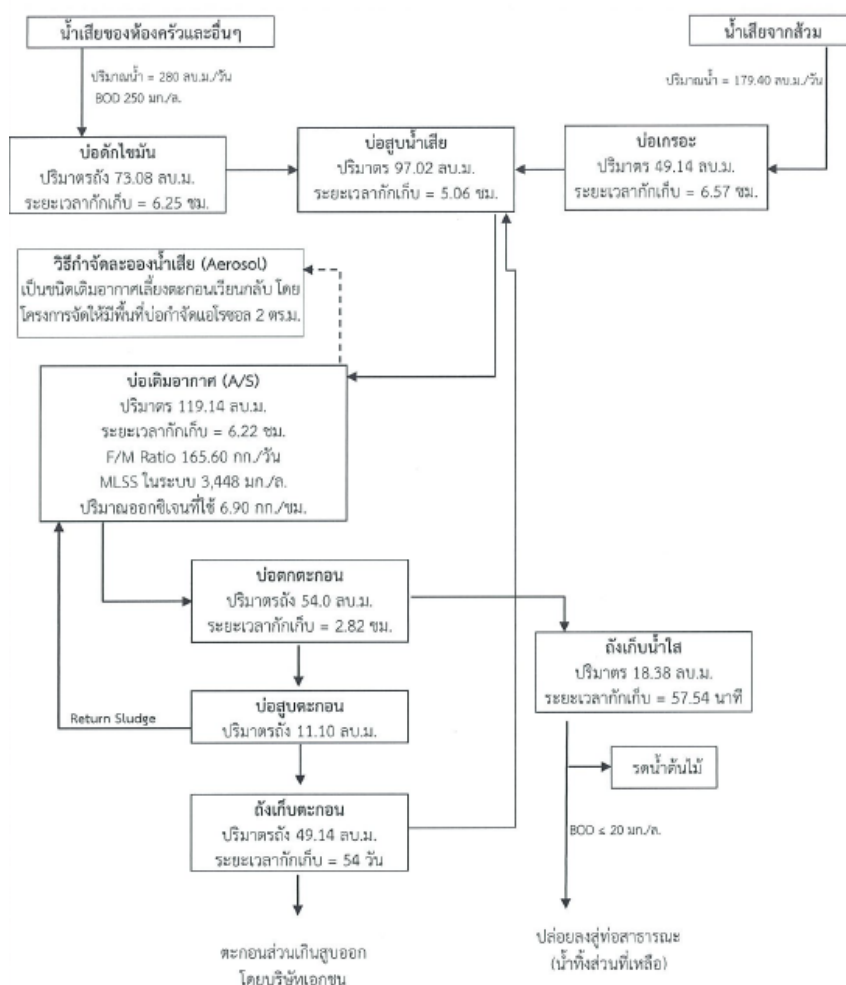 น้ำเสียของห้องครัวและอื่นๆ
น้ำเสียจากส้วม
ปริมาณน้ำ = 280 ลบ.ม./วัน
BOD 250 มก./ล.
ปริมาณน้ำ = 179.40 ลบ.ม./วัน
บ่อดักไขมัน
ปริมาตรถัง 73.08 ลบ.ม.
ระยะเวลากักเก็บ = 6.25 ชม.
บ่อสูบน้ำเสีย
ปริมาตร 97.02 ลบ.ม.
ระยะเวลากักเก็บ = 5.06 ชม.
บ่อเกรอะ
ปริมาตร 49.14 ลบ.ม.
ระยะเวลากักเก็บ = 6.57 ชม.
วิธีกำจัดละอองน้ำเสีย (Aerosol)
เป็นชนิดเติมอากาศเลี้ยงตะกอนเวียนกลับ โดย
โครงการจัดให้มีพื้นที่บ่อกำจัดแอโรซอล 2 ตร.ม.
บ่อเติมอากาศ (A/S)
ปริมาตร 119.14 ลบ.ม.
ระยะเวลากักเก็บ = 6.22 ชม.
F/M Ratio 165.60 กก./วัน
MLSS ในระบบ 3,448 มก./ล.
ปริมาณออกซิเจนที่ใช้ 6.90 กก./ชม.
บ่อตกตะกอน
ปริมาตรถัง 54.0 ลบ.ม.
ระยะเวลากักเก็บ = 2.82 ชม.
ถังเก็บน้ำใส
ปริมาตร 18.38 ลบ.ม.
ระยะเวลากักเก็บ = 57.54 นาที
Return Sludge
บ่อสูบตะกอน
ปริมาตรถัง 11.10 ลบ.ม.
รดน้ำต้นไม้
ถังเก็บตะกอน
ปริมาตรถัง 49.14 ลบ.ม.
ระยะเวลากักเก็บ = 54 วัน
BOD ≤ 20 มก./ล.
ตะกอนส่วนเกินสูบออก
โดยบริษัทเอกชน
ปล่อยลงสู่ท่อสาธารณะ
(น้ำทิ้งส่วนที่เหลือ)